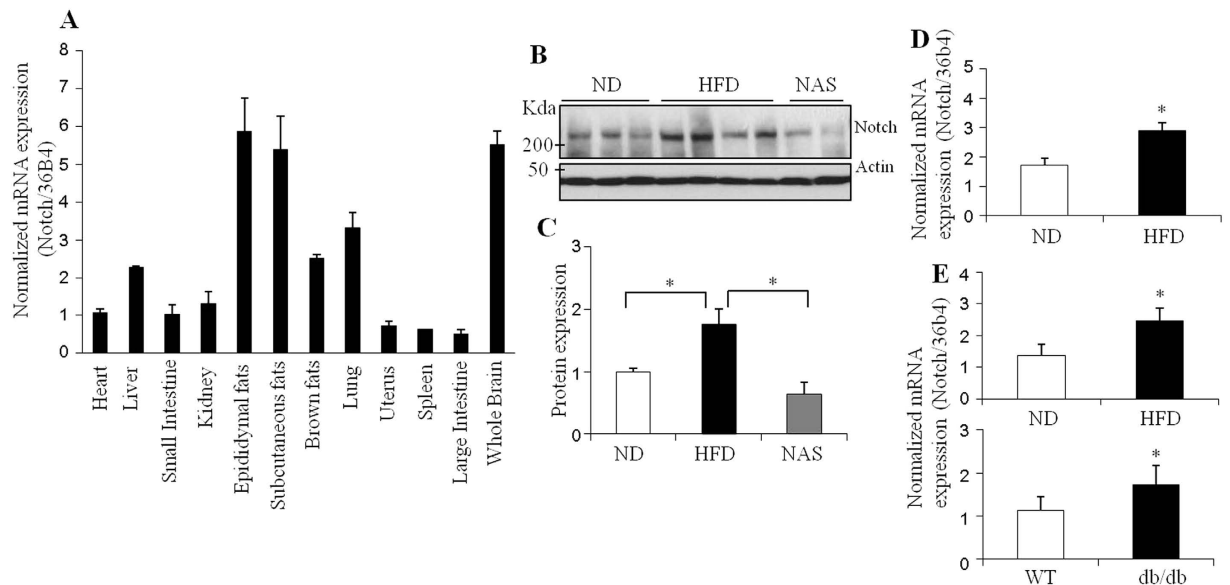 A
Normalized mRNA expression
(Notch/36B4)
8
7
6
5
4
3
2
1
0
Heart
Liver
Small Intestine
Kidney
Epididymal fats
Subcutaneous fats
Brown fats
Lung
Uterus
Spleen
Large Intestine
Whole Brain
B
ND HFD NAS
Kda
200
50
Notch
Actin
C
Protein expression
3
2
1
0
* *
ND HFD NAS
D
Normalized mRNA
expression (Notch/36b4)
5
4
3
2
1
0
*
ND HFD
E
Normalized mRNA
expression (Notch/36b4)
4
3
2
1
0
*
ND HFD
Normalized mRNA
expression (Notch/36b4)
3
2
1
0
*
WT db/db